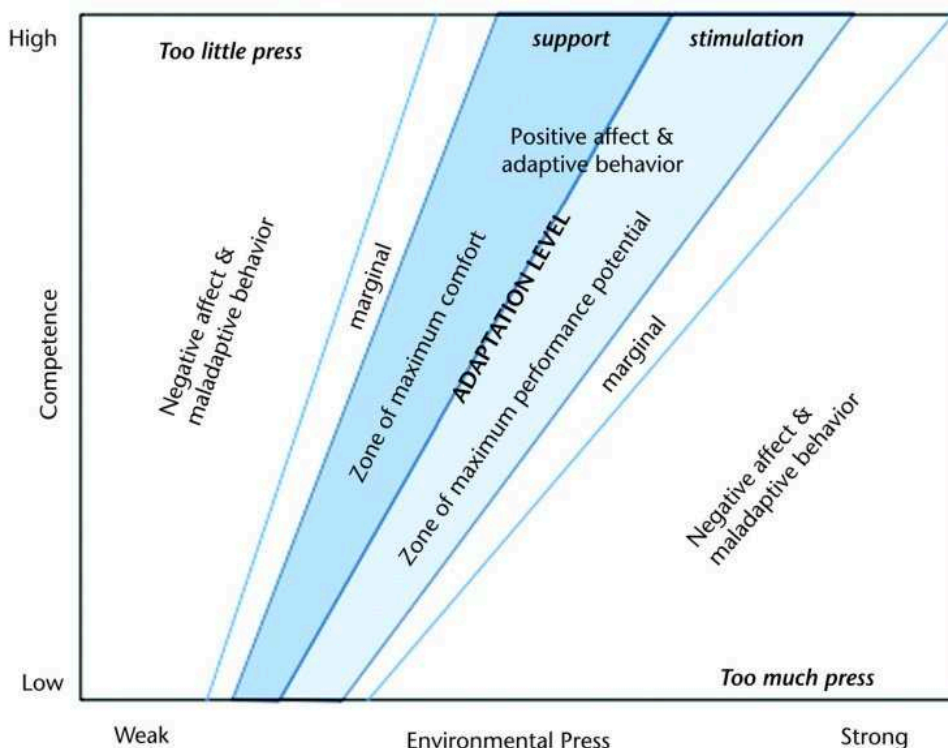 High
Too little press
support
stimulation
Positive affect &
adaptive behavior
Competence
Negative affect &
maladaptive behavior
marginal
Zone of maximum comfort
ADAPTATION LEVEL
Zone of maximum performance potential
marginal
Negative affect &
maladaptive behavior
Low
Too much press
Weak
Environmental Press
Strong